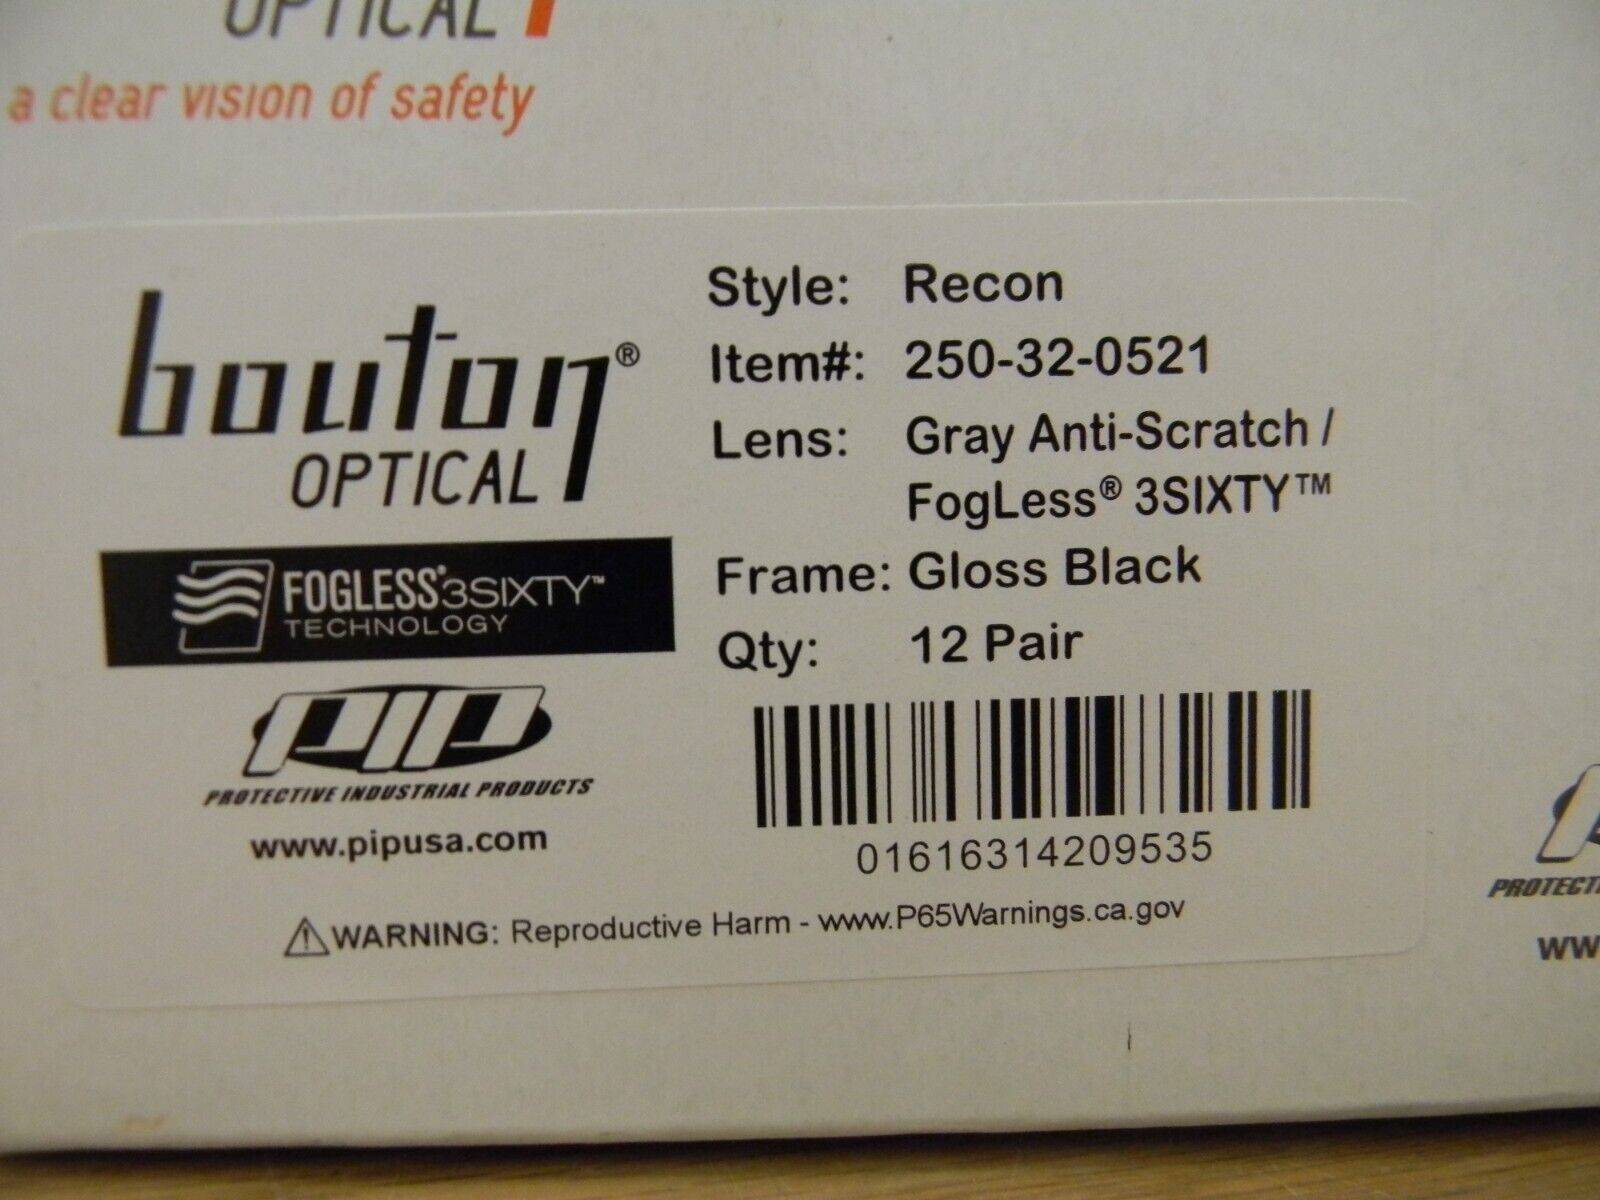 OPTICAL
a clear vision of safety
bouton®
OPTICAL
FOGLESS®3SIXTY™
TECHNOLOGY
PIP
PROTECTIVE INDUSTRIAL PRODUCTS
www.pipusa.com
Style: Recon
Item#: 250-32-0521
Lens: Gray Anti-Scratch /
FogLess® 3SIXTY™
Frame: Gloss Black
Qty: 12 Pair
01616314209535
WARNING: Reproductive Harm - www.P65Warnings.ca.gov